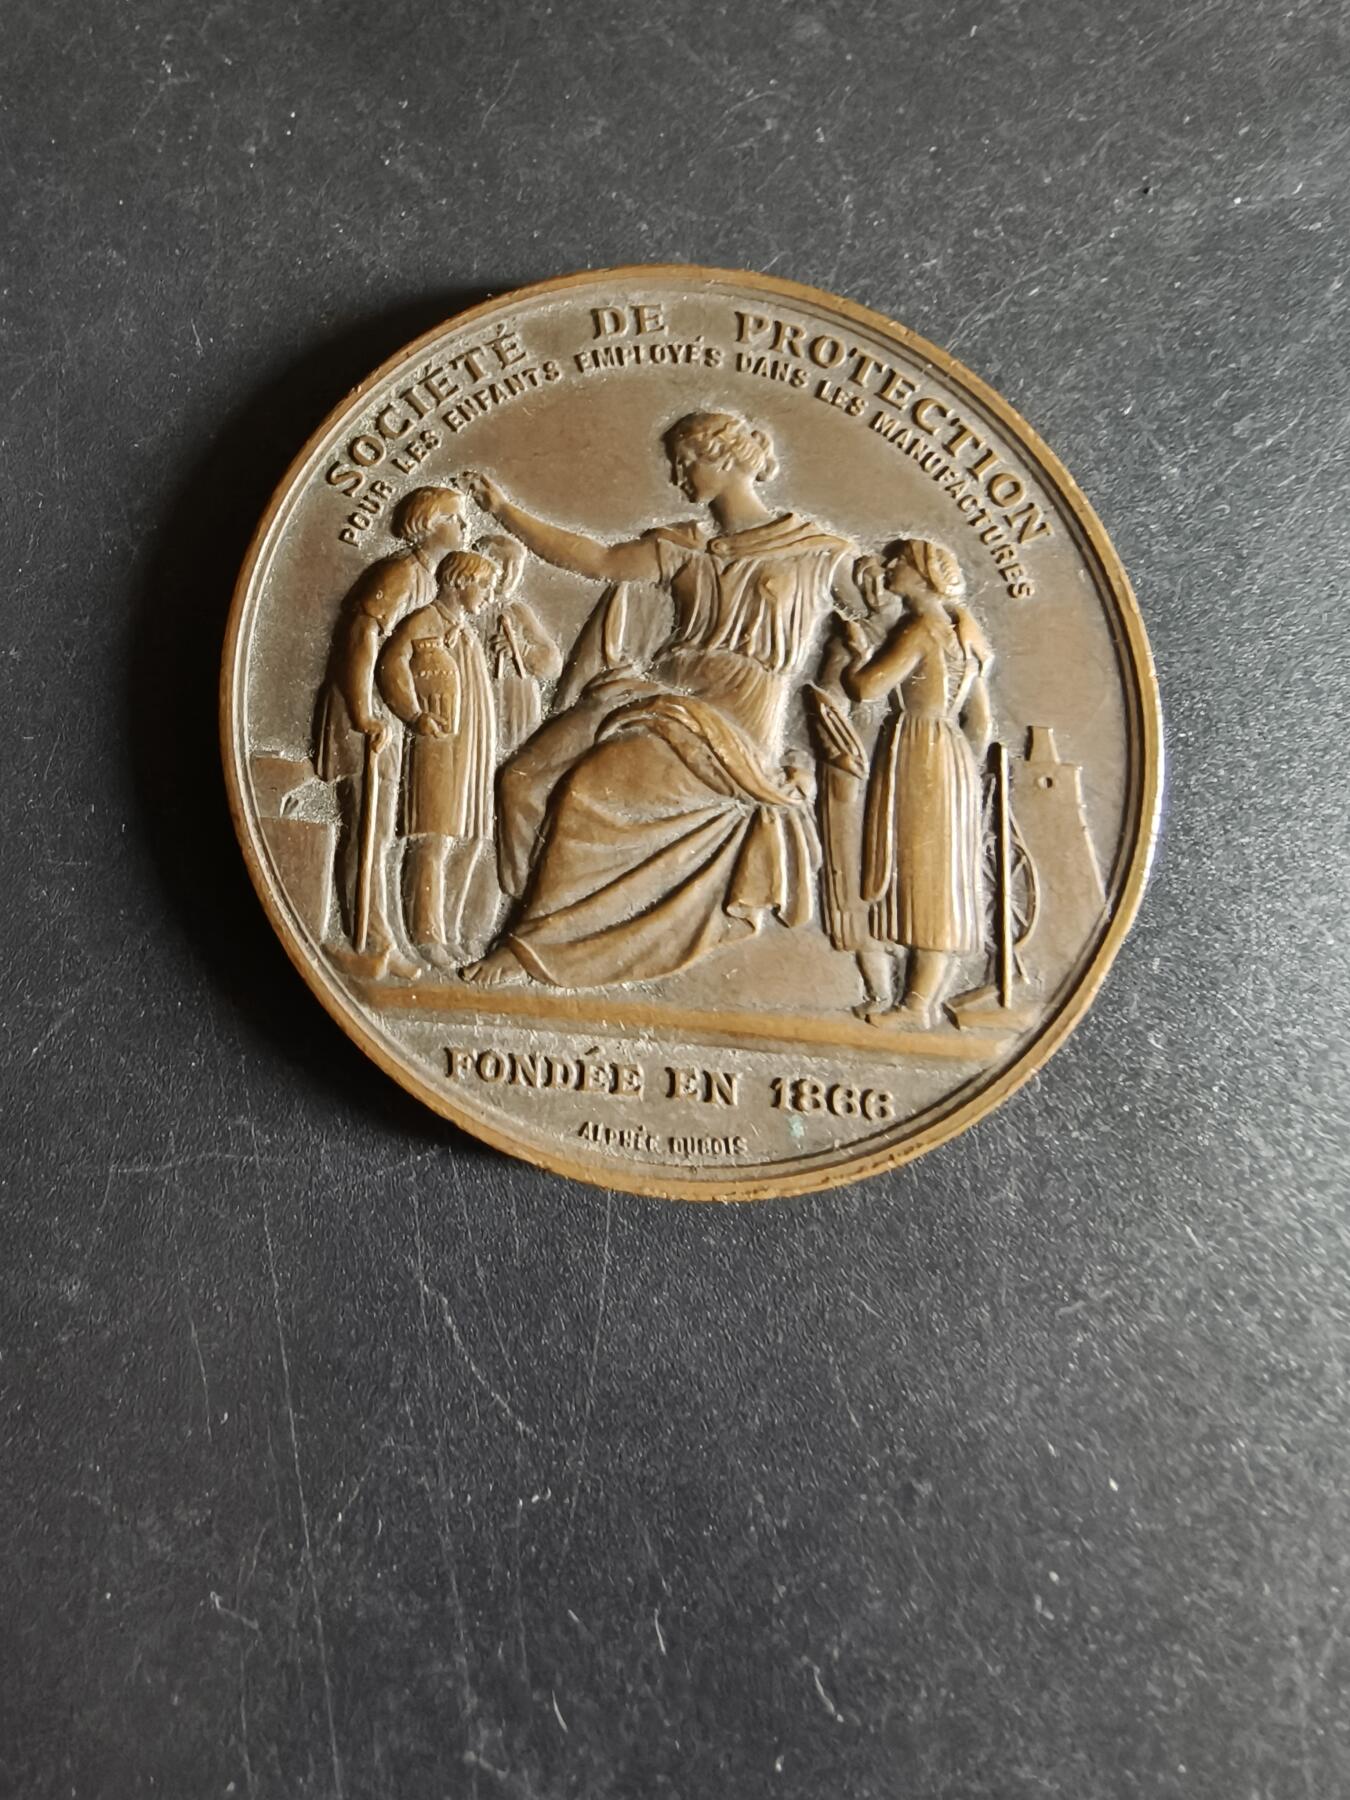 SOCIÉTÉ DE PROTECTION
POUR LES ENFANTS EMPLOYÉS DANS LES MANUFACTURES
FONDÉE EN 1866
ALPHÉE DUBOIS